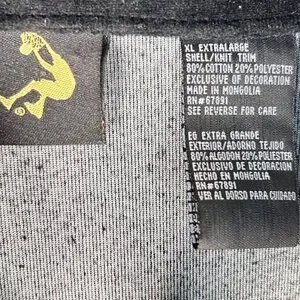 XL EXTRALARGE
SHELL/KNIT TRIM
80%COTTON 20%POLYESTER
EXCLUSIVE OF DECORATION
MADE IN MONGOLIA
RN#67891
SEE REVERSE FOR CARE
EG EXTRA GRANDE
EXTERIOR/ADORNO TEJIDO
80%ALGODON 20%POLIESTER
EXCLUSIVO DE DECORACION
HECHO EN MONGOLIA
RN#67891
VER AL DORSO PARA CUIDADO
®